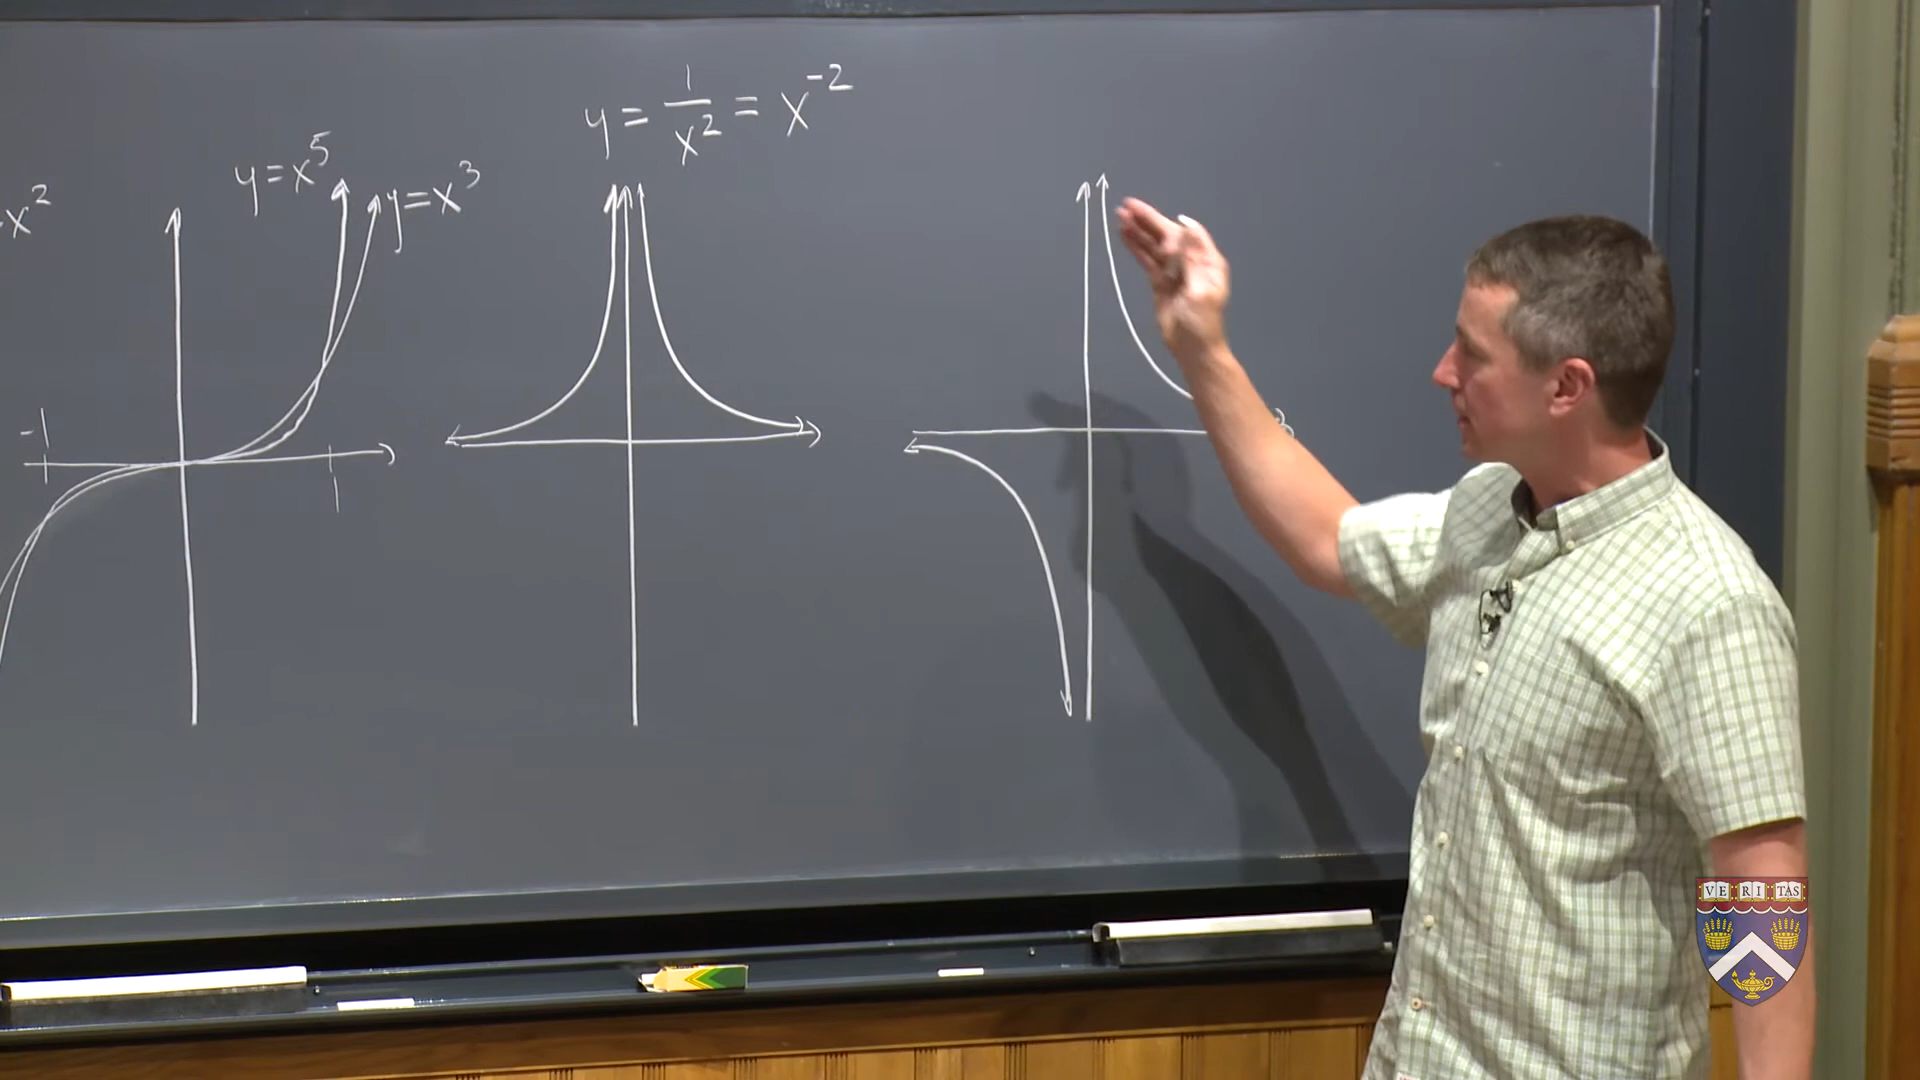 y = 1/x² = x⁻²
y=x⁵
y=x³
x²
-1
1
VE RI TAS